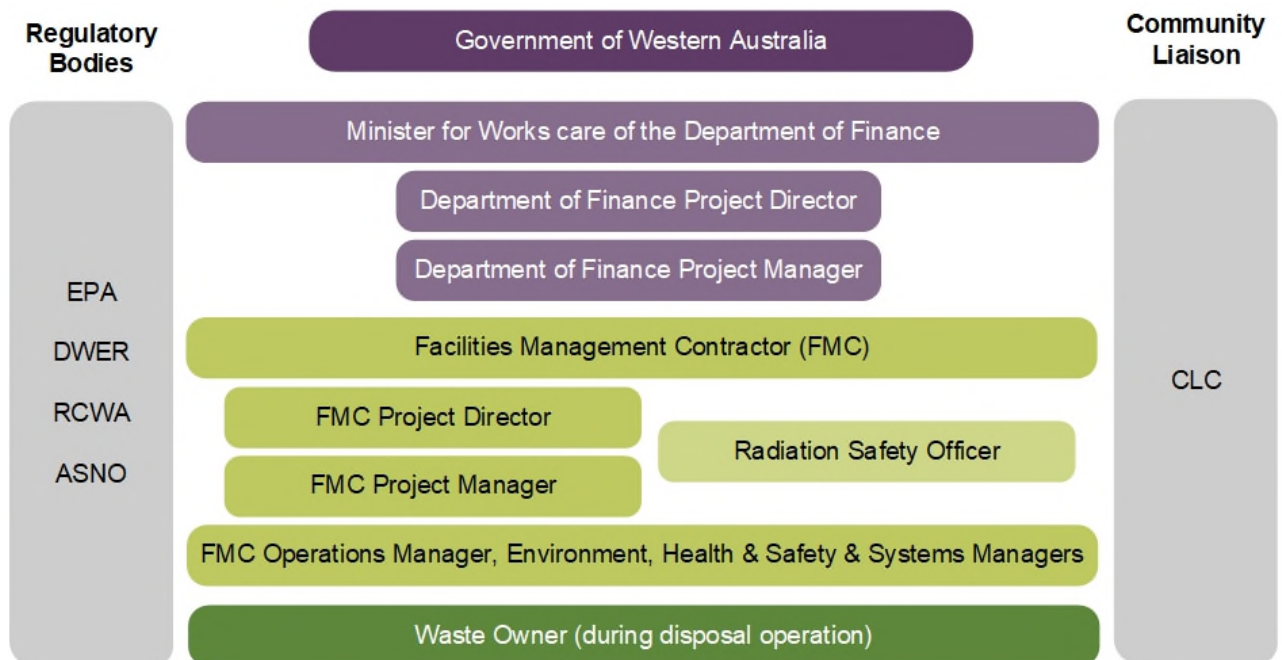 Regulatory
Bodies
Government of Western Australia
Community
Liaison
Minister for Works care of the Department of Finance
Department of Finance Project Director
Department of Finance Project Manager
EPA
DWER
RCWA
ASNO
Facilities Management Contractor (FMC)
FMC Project Director
FMC Project Manager
Radiation Safety Officer
FMC Operations Manager, Environment, Health & Safety & Systems Managers
Waste Owner (during disposal operation)
CLC